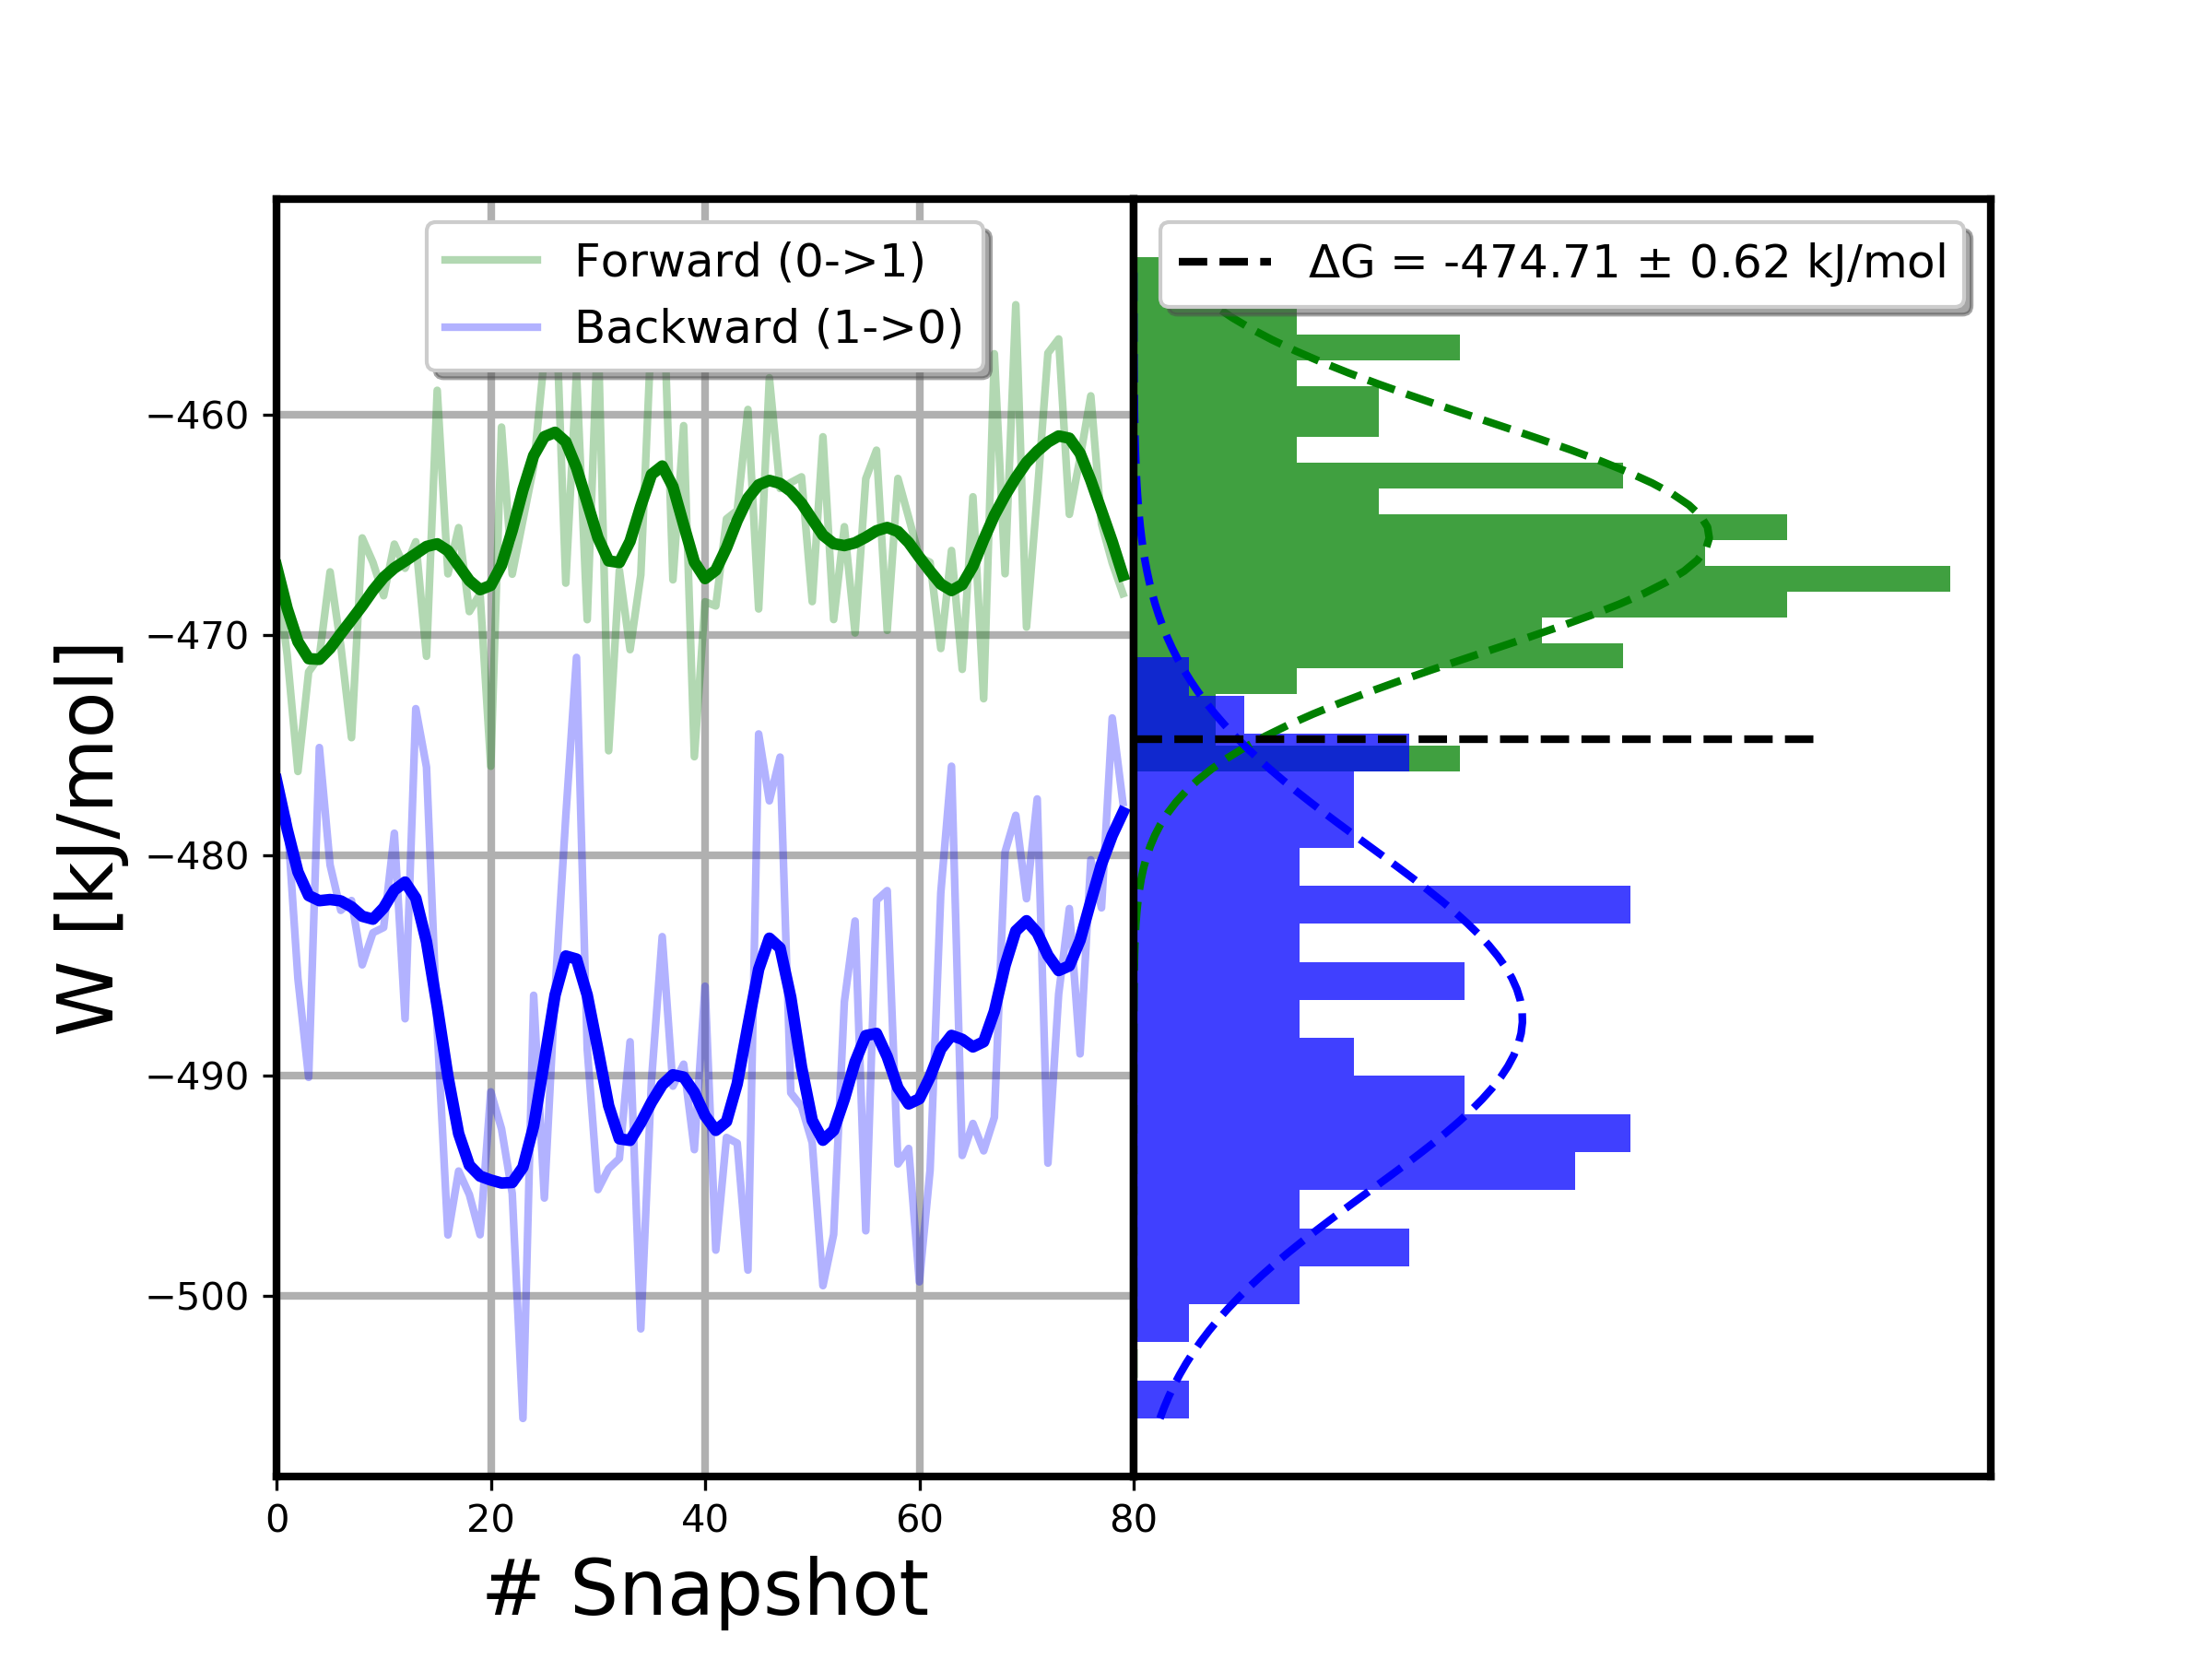 Forward (0->1)
Backward (1->0)
ΔG = -474.71 ± 0.62 kJ/mol
W [kJ/mol]
−460
−470
−480
−490
−500
0 20 40 60 80
# Snapshot